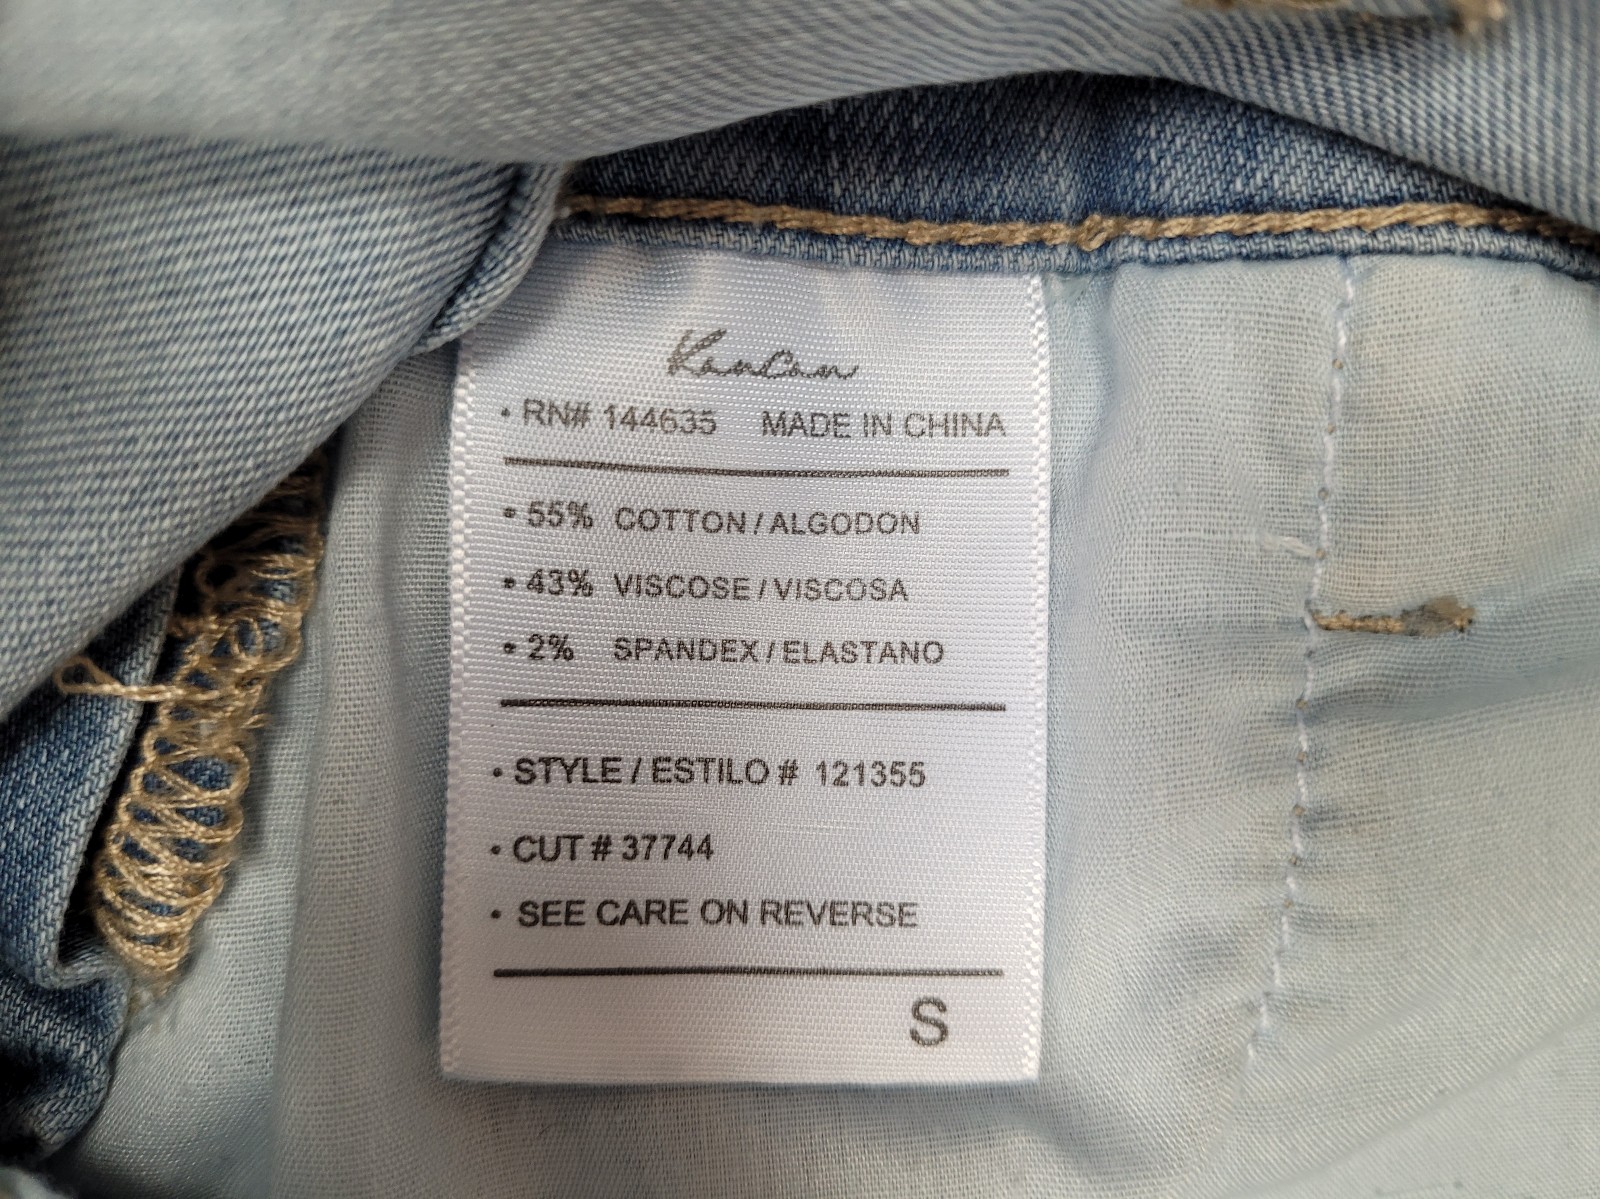 KanCan
• RN# 144635 MADE IN CHINA
• 55% COTTON / ALGODON
• 43% VISCOSE / VISCOSA
• 2% SPANDEX / ELASTANO
• STYLE / ESTILO # 121355
• CUT # 37744
• SEE CARE ON REVERSE
S